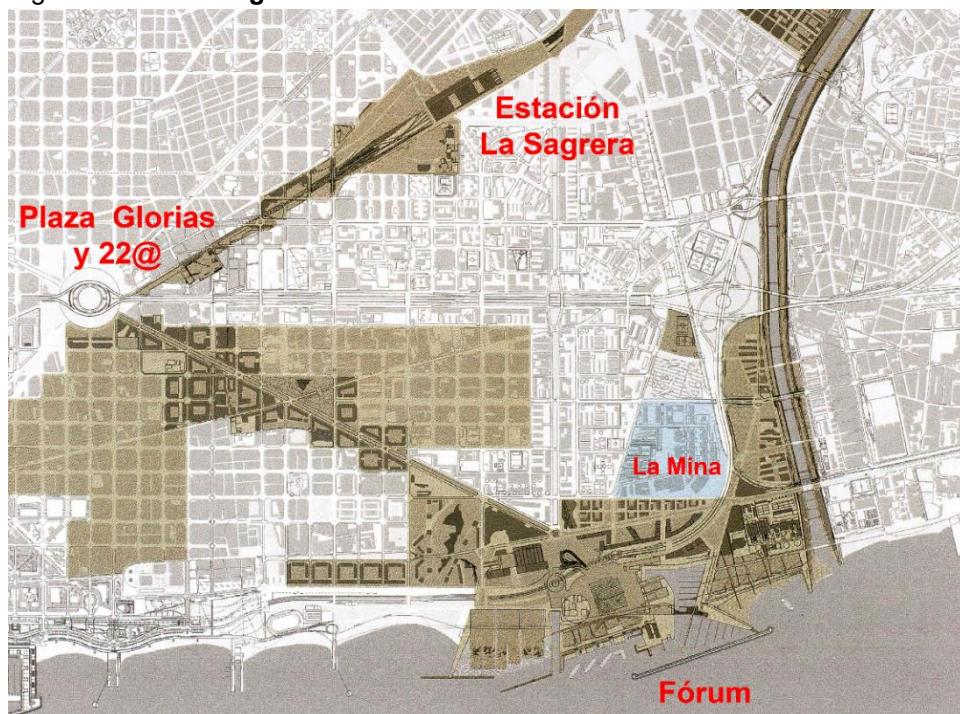 Estación
La Sagrera
Plaza Glorias
y 22@
La Mina
Fórum